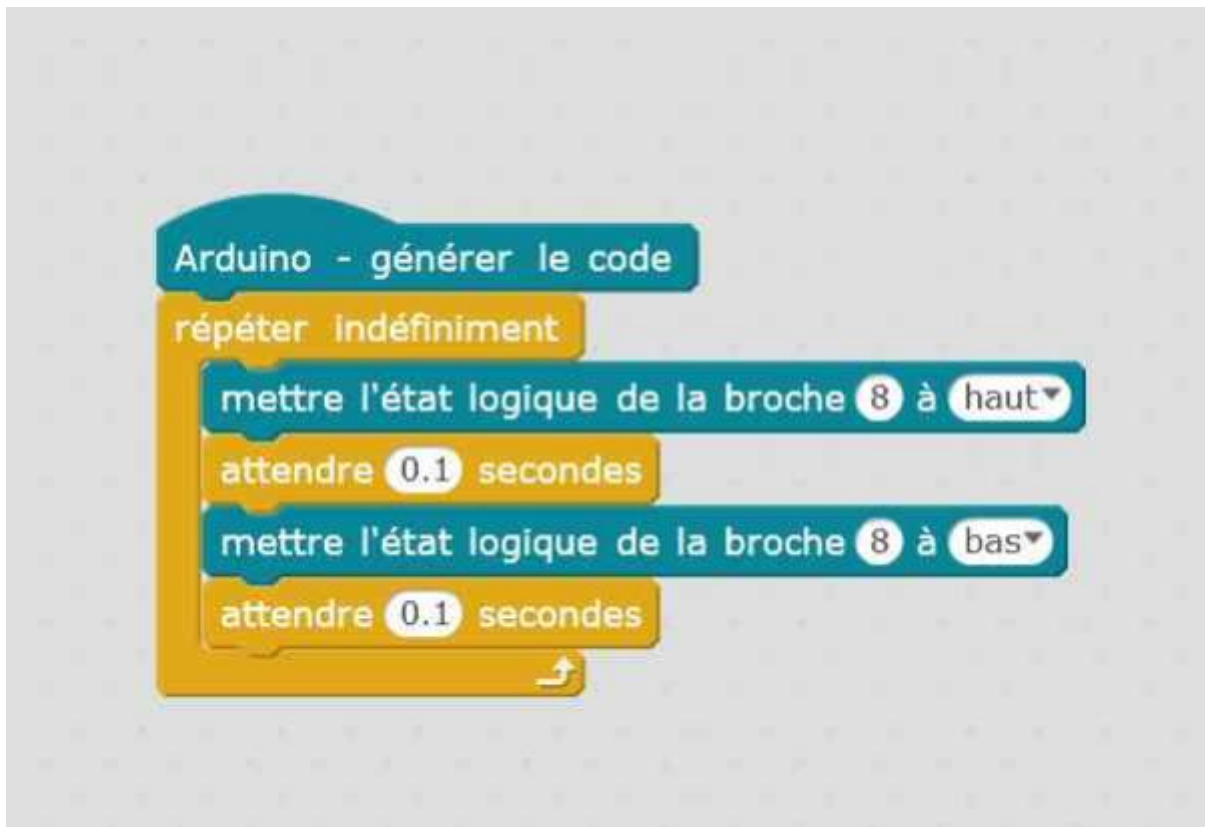 Arduino - générer le code
répéter indéfiniment
mettre l'état logique de la broche 8 à haut
attendre 0.1 secondes
mettre l'état logique de la broche 8 à bas
attendre 0.1 secondes